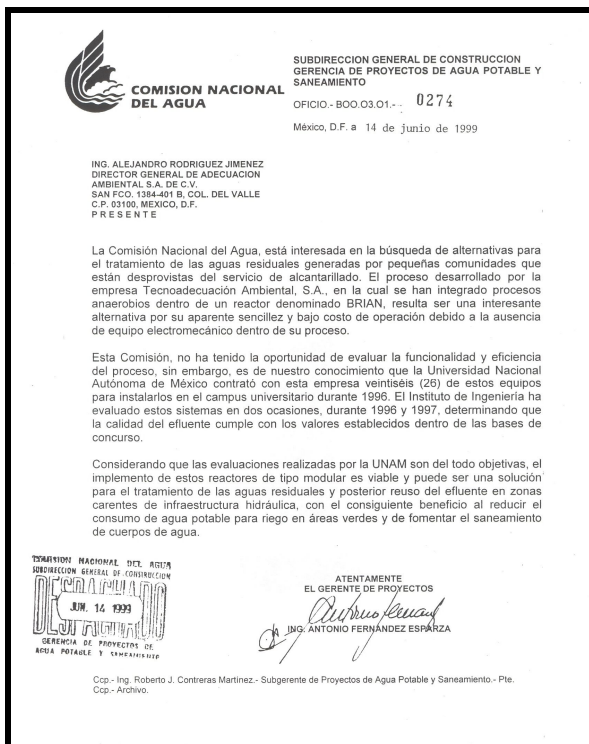 COMISION NACIONAL
DEL AGUA
SUBDIRECCION GENERAL DE CONSTRUCCION
GERENCIA DE PROYECTOS DE AGUA POTABLE Y
SANEAMIENTO
OFICIO.- BOO.O3.O1.-- 0274
México, D.F. a 14 de junio de 1999
ING. ALEJANDRO RODRIGUEZ JIMENEZ
DIRECTOR GENERAL DE ADECUACION
AMBIENTAL S.A. DE C.V.
SAN FCO. 1384-401 B, COL. DEL VALLE
C.P. 03100, MEXICO, D.F.
P R E S E N T E
La Comisión Nacional del Agua, está interesada en la búsqueda de alternativas para
el tratamiento de las aguas residuales generadas por pequeñas comunidades que
están desprovistas del servicio de alcantarillado. El proceso desarrollado por la
empresa Tecnoadecuación Ambiental, S.A., en la cual se han integrado procesos
anaerobios dentro de un reactor denominado BRIAN, resulta ser una interesante
alternativa por su aparente sencillez y bajo costo de operación debido a la ausencia
de equipo electromecánico dentro de su proceso.
Esta Comisión, no ha tenido la oportunidad de evaluar la funcionalidad y eficiencia
del proceso, sin embargo, es de nuestro conocimiento que la Universidad Nacional
Autónoma de México contrató con esta empresa veintiséis (26) de estos equipos
para instalarlos en el campus universitario durante 1996. El Instituto de Ingeniería ha
evaluado estos sistemas en dos ocasiones, durante 1996 y 1997, determinando que
la calidad del efluente cumple con los valores establecidos dentro de las bases de
concurso.
Considerando que las evaluaciones realizadas por la UNAM son del todo objetivas, el
implemento de estos reactores de tipo modular es viable y puede ser una solución
para el tratamiento de las aguas residuales y posterior reuso del efluente en zonas
carentes de infraestructura hidráulica, con el consiguiente beneficio al reducir el
consumo de agua potable para riego en áreas verdes y de fomentar el saneamiento
de cuerpos de agua.
COMISION NACIONAL DEL AGUA
SUBDIRECCION GENERAL DE CONSTRUCCION
DESPACHADO
JUN. 14 1999
GERENCIA DE PROYECTOS DE
AGUA POTABLE Y SANEAMIENTO
ATENTAMENTE
EL GERENTE DE PROYECTOS
ING. ANTONIO FERNANDEZ ESPARZA
Ccp.- Ing. Roberto J. Contreras Martinez.- Subgerente de Proyectos de Agua Potable y Saneamiento.- Pte.
Ccp.- Archivo.